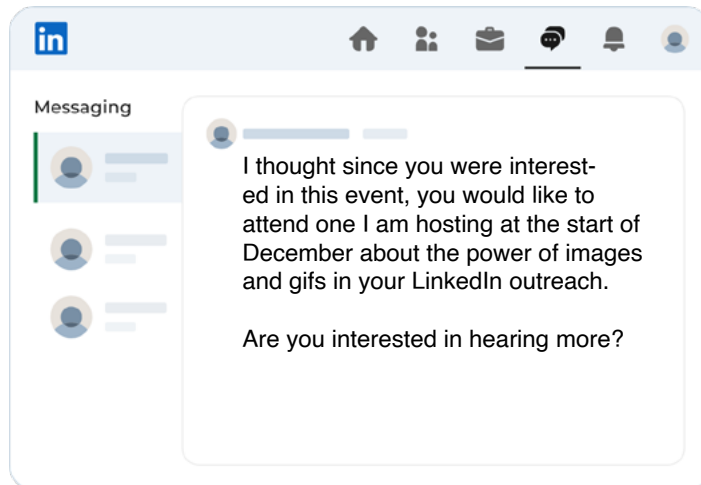 in
Messaging
I thought since you were interest-
ed in this event, you would like to
attend one I am hosting at the start of
December about the power of images
and gifs in your LinkedIn outreach.
Are you interested in hearing more?